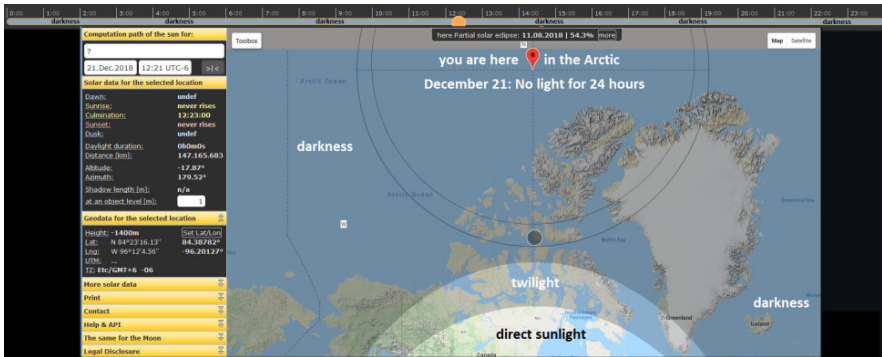 0:00 1:00 2:00 3:00 4:00 5:00 6:00 7:00 8:00 9:00 10:00 11:00 12:00 13:00 14:00 15:00 16:00 17:00 18:00 19:00 20:00 21:00 22:00 23:00
darkness darkness darkness darkness darkness
Computation path of the sun for:
?
21.Dec.2018 12:21 UTC-6 >|<
Solar data for the selected location
Dawn: undef
Sunrise: never rises
Culmination: 12:23:00
Sunset: never rises
Dusk: undef
Daylight duration: 0h0m0s
Distance [km]: 147.165.683
Altitude: -17.87°
Azimuth: 179.52°
Shadow length [m]: n/a
at an object level [m]: 1
Geodata for the selected location
Height: -1400m Set Lat/Lon
Lat: N 84°23'16.13" 84.38782°
Lng: W 96°12'4.56" -96.20127°
UTM: ...
TZ: Etc/GMT+6 -06
More solar data
Print
Contact
Help & API
The same for the Moon
Legal Disclosure
Toolbox
here Partial solar eclipse: 11.08.2018 | 54.3% more
N
Map Satellite
you are here in the Arctic
December 21: No light for 24 hours
Arctic Ocean
darkness
Arctic Ocean
W
Baffin Bay
twilight
darkness
Greenland
Iceland
direct sunlight
Canada